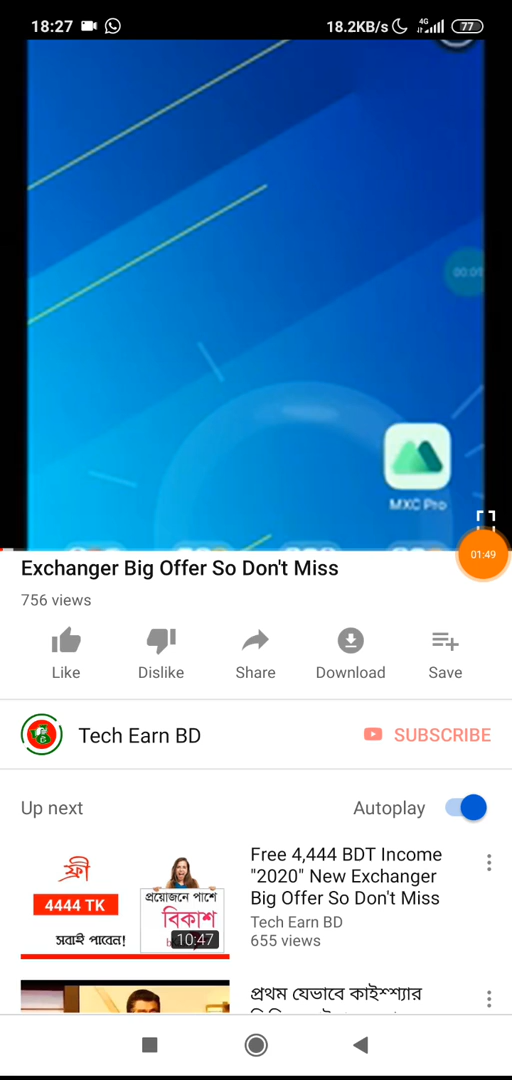 18:27
18.2KB/s
4G
77
00:01
MXC Pro
01:49
Exchanger Big Offer So Don't Miss
756 views
Like
Dislike
Share
Download
Save
Tech Earn BD
SUBSCRIBE
Up next
Autoplay
ফ্রী
4444 TK
সবাই পাবেন!
প্রয়োজনে পাশে
বিকাশ
10:47
Free 4,444 BDT Income
"2020" New Exchanger
Big Offer So Don't Miss
Tech Earn BD
655 views
প্রথম যেভাবে কাইশ্শ্যার